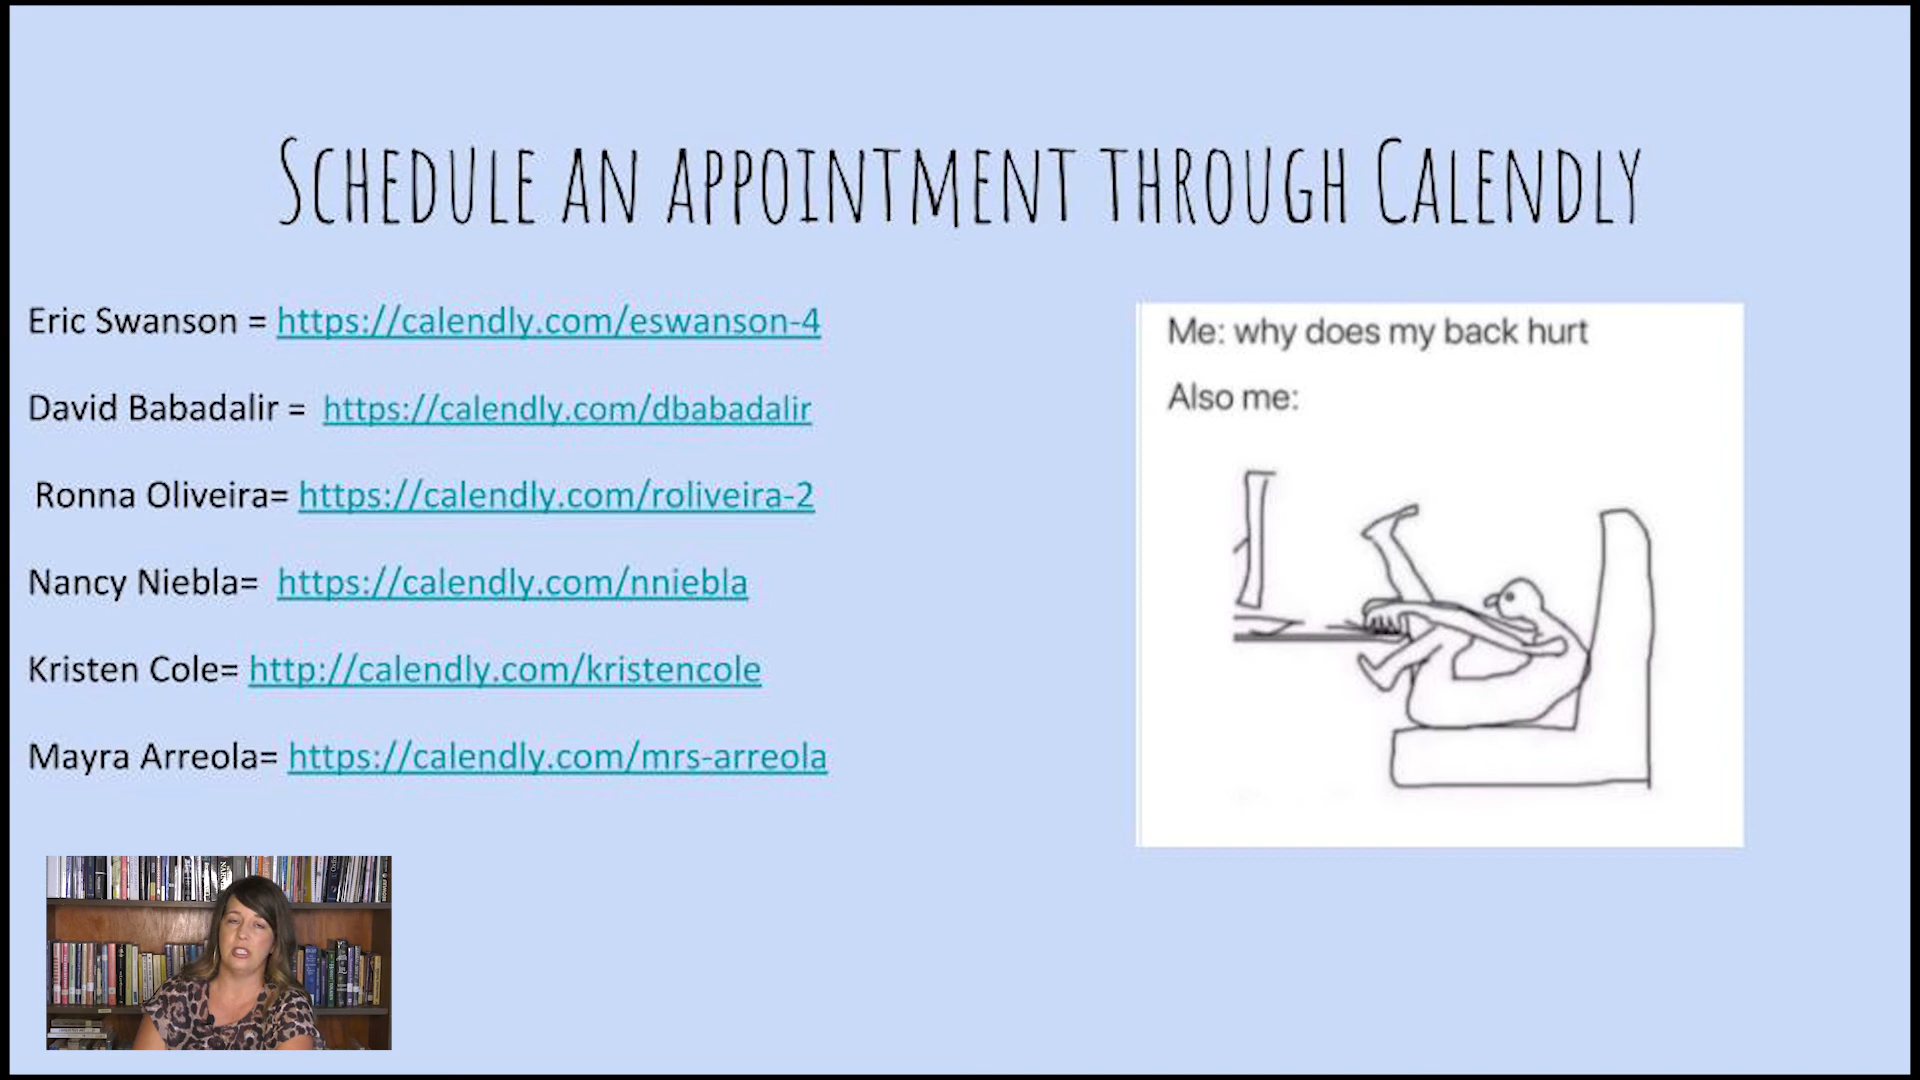 SCHEDULE AN APPOINTMENT THROUGH CALENDLY
Eric Swanson = https://calendly.com/eswanson-4
David Babadalir = https://calendly.com/dbabadalir
Ronna Oliveira= https://calendly.com/roliveira-2
Nancy Niebla= https://calendly.com/nniebla
Kristen Cole= http://calendly.com/kristencole
Mayra Arreola= https://calendly.com/mrs-arreola
Me: why does my back hurt
Also me: